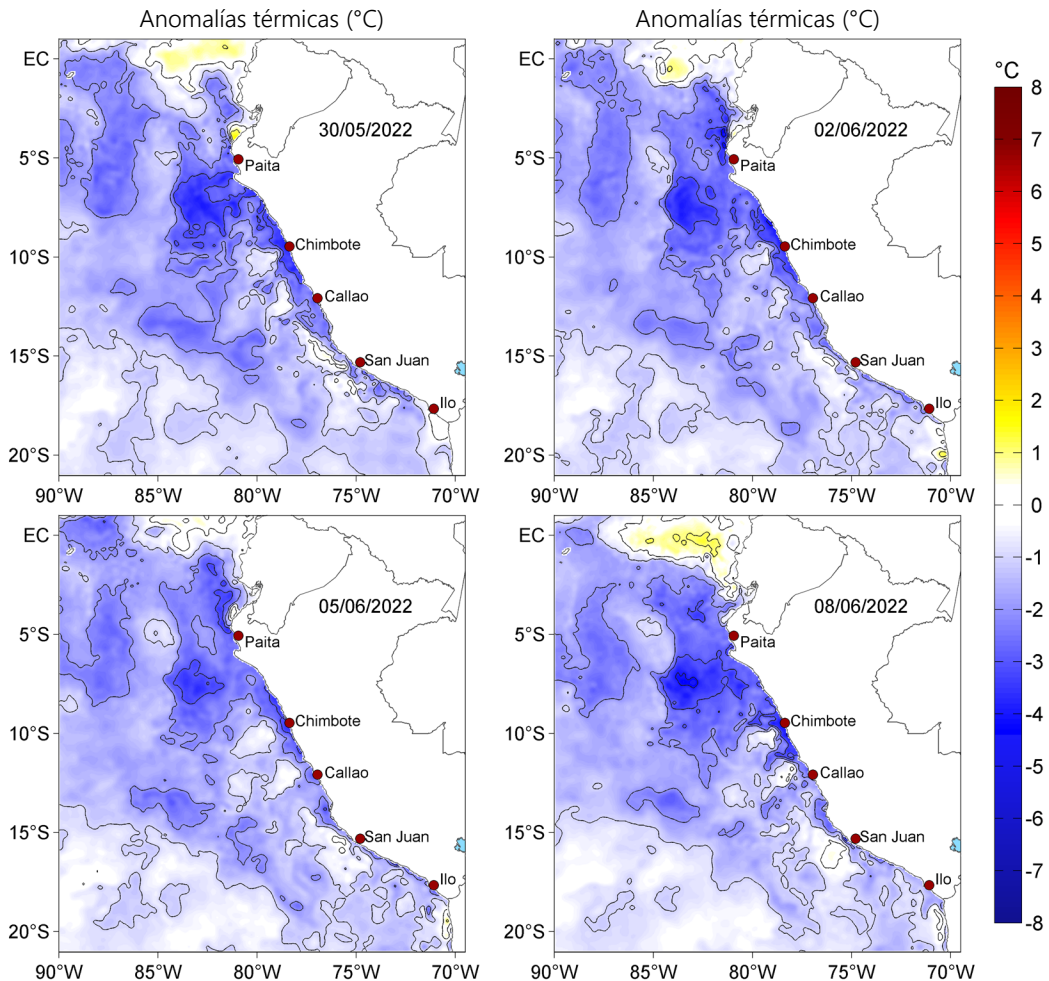 Anomalías térmicas (°C)
Anomalías térmicas (°C)
°C
8
7
6
5
4
3
2
1
0
-1
-2
-3
-4
-5
-6
-7
-8
EC
5°S
10°S
15°S
20°S
30/05/2022
Paita
Chimbote
Callao
San Juan
Ilo
90°W
85°W
80°W
75°W
70°W
EC
5°S
10°S
15°S
20°S
02/06/2022
Paita
Chimbote
Callao
San Juan
Ilo
90°W
85°W
80°W
75°W
70°W
EC
5°S
10°S
15°S
20°S
05/06/2022
Paita
Chimbote
Callao
San Juan
Ilo
90°W
85°W
80°W
75°W
70°W
EC
5°S
10°S
15°S
20°S
08/06/2022
Paita
Chimbote
Callao
San Juan
Ilo
90°W
85°W
80°W
75°W
70°W